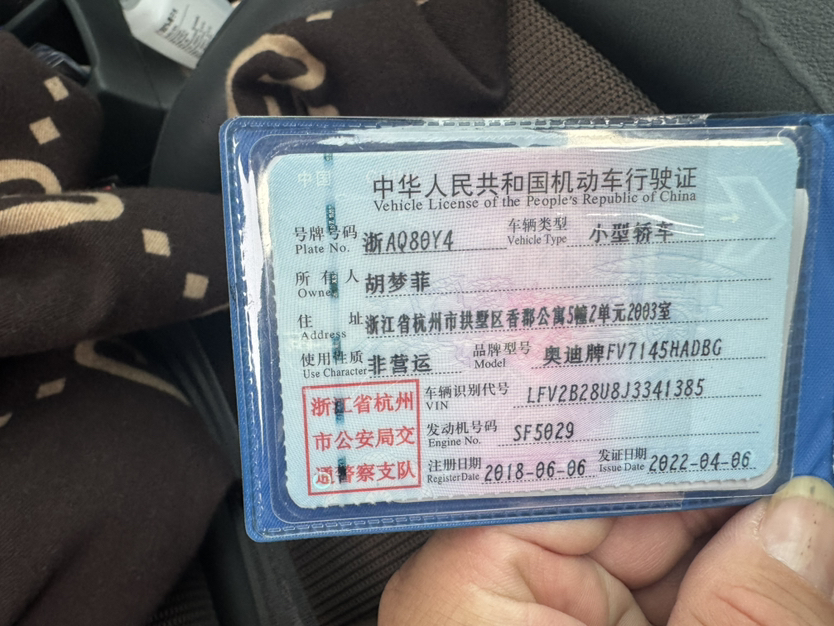 中华人民共和国机动车行驶证
Vehicle License of the People's Republic of China
号牌号码 Plate No. 浙AQ80Y4 车辆类型 Vehicle Type 小型轿车
所有人 Owner 胡梦菲
住址 Address 浙江省杭州市拱墅区香郡公寓5幢2单元2003室
使用性质 Use Character 非营运 品牌型号 Model 奥迪牌FV7145HADBG
车辆识别代号 VIN LFV2B28U8J3341385
发动机号码 Engine No. SF5029
注册日期 Register Date 2018-06-06 发证日期 Issue Date 2022-04-06
浙江省杭州
市公安局交
通警察支队